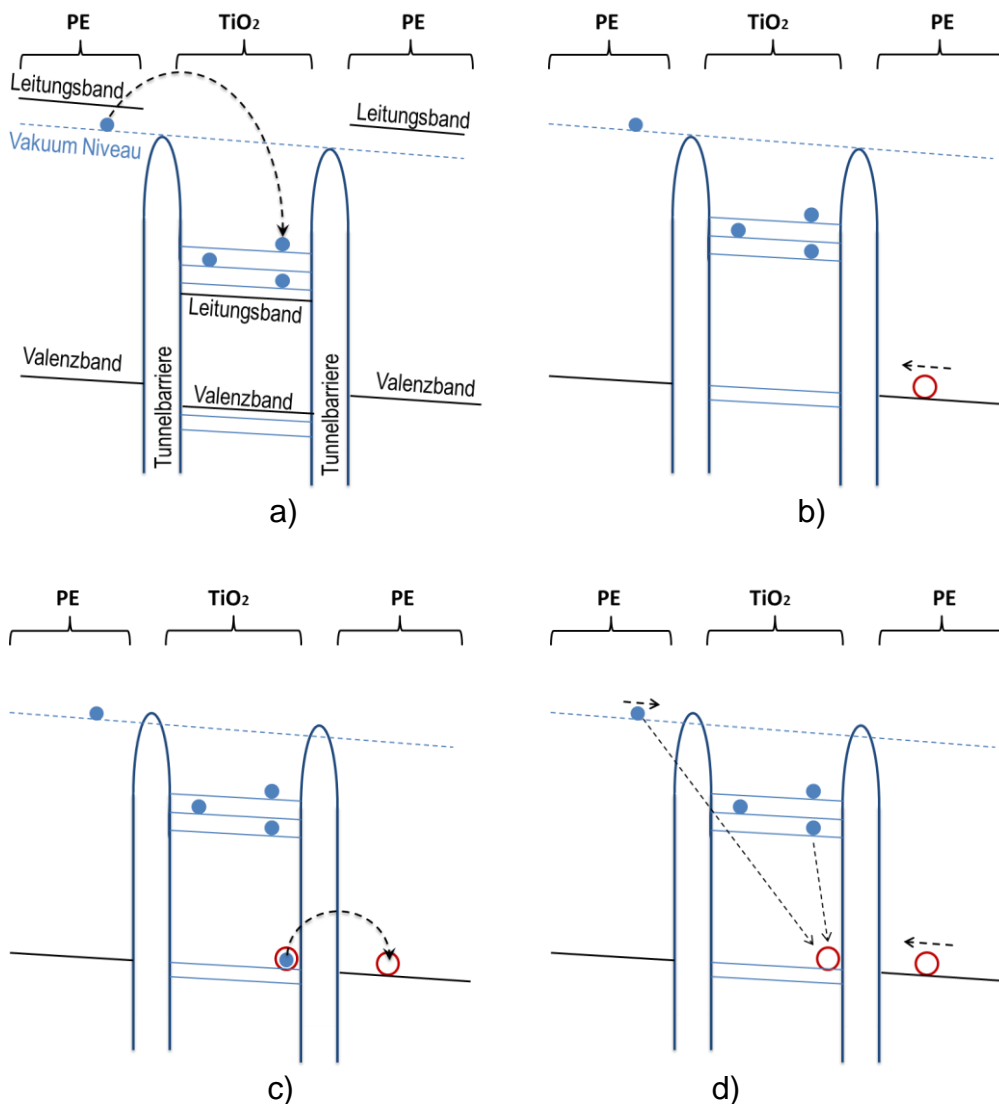 PE TiO₂ PE
Leitungsband
Leitungsband
Vakuum Niveau
Leitungsband
Valenzband
Valenzband
Valenzband
Tunnelbarriere
Tunnelbarriere
a)
PE TiO₂ PE
b)
PE TiO₂ PE
c)
PE TiO₂ PE
d)